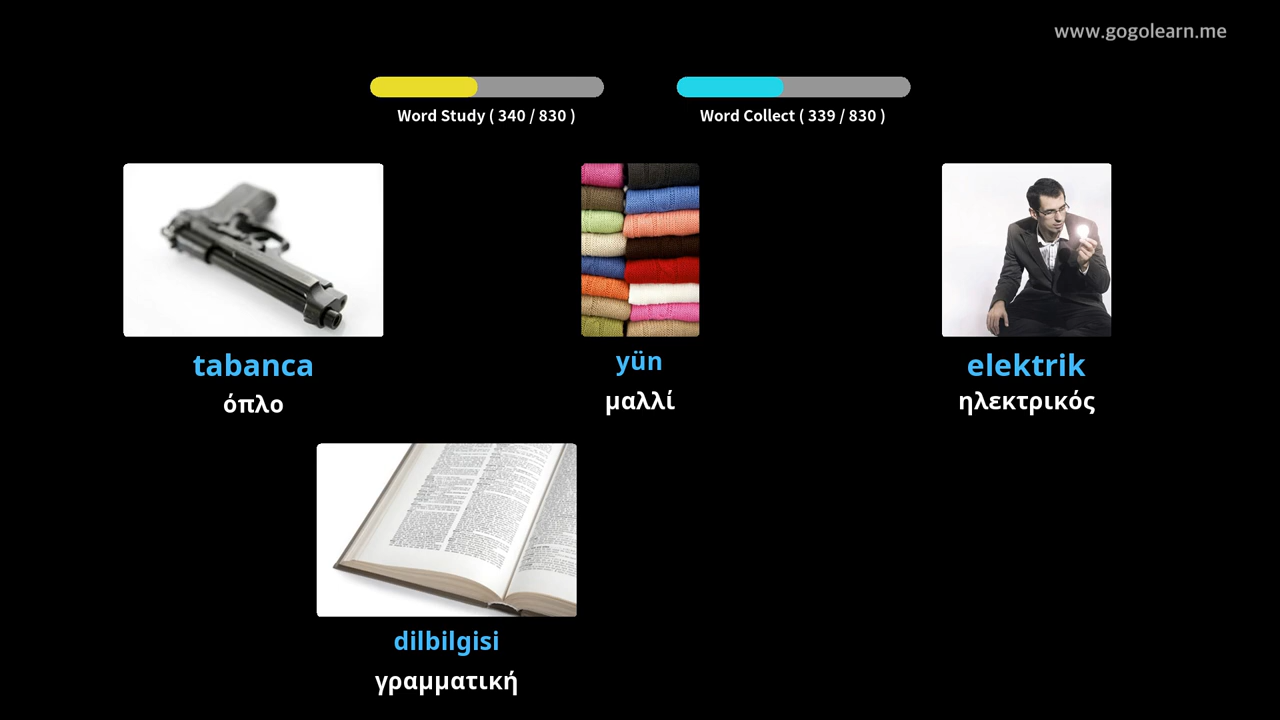 www.gogolearn.me
Word Study ( 340 / 830 )
Word Collect ( 339 / 830 )
tabanca
όπλο
yün
μαλλί
elektrik
ηλεκτρικός
dilbilgisi
γραμματική